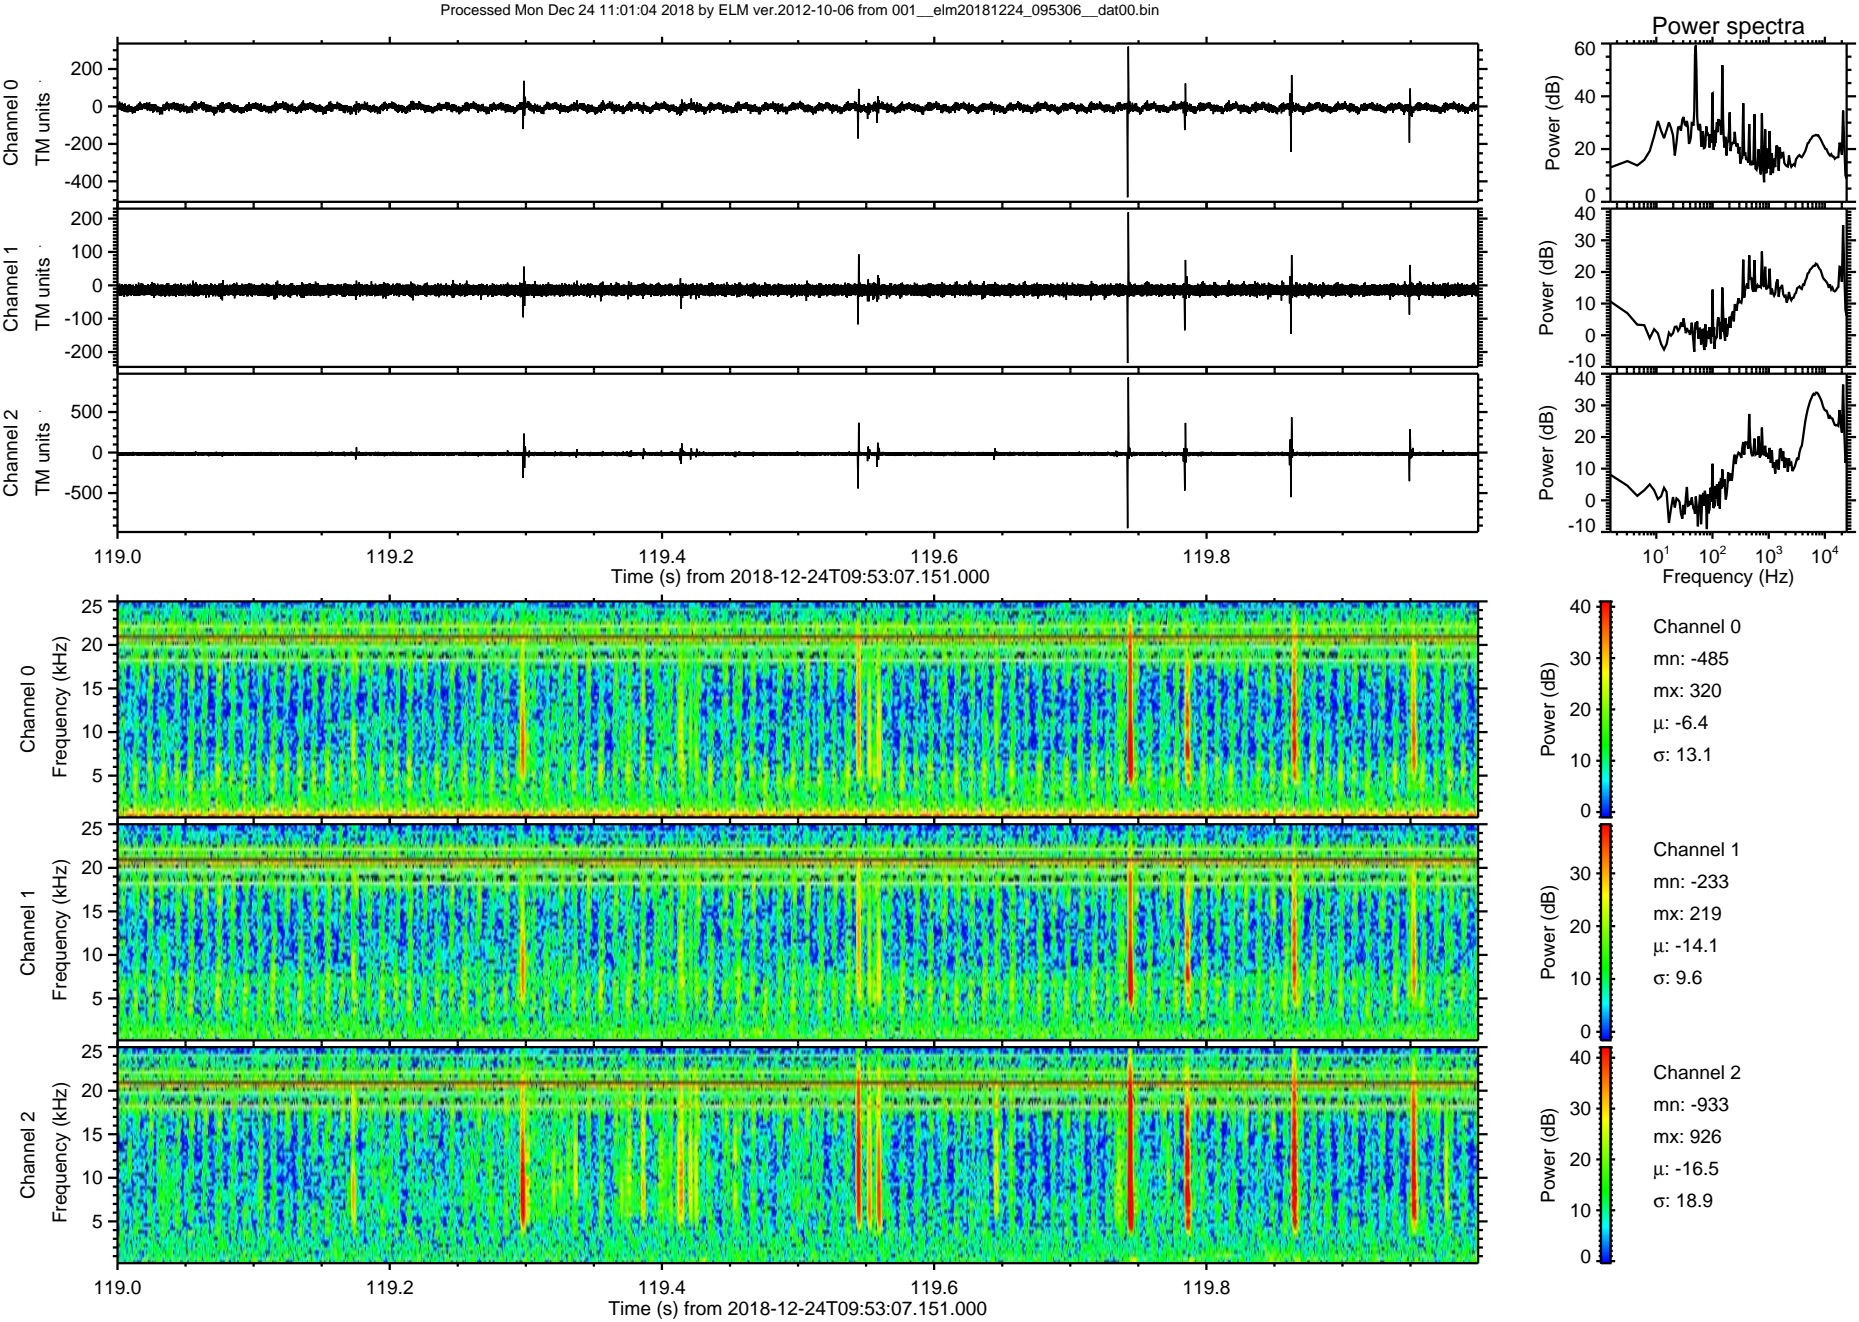 Processed Mon Dec 24 11:01:04 2018 by ELM ver.2012-10-06 from 001__elm20181224_095306__dat00.bin
Power spectra
Channel 0
TM units
200
0
-200
-400
Power (dB)
60
40
20
0
Channel 1
TM units
200
100
0
-100
-200
Power (dB)
40
30
20
10
0
-10
Channel 2
TM units
500
0
-500
Power (dB)
40
30
20
10
0
-10
119.0 119.2 119.4 119.6 119.8
Time (s) from 2018-12-24T09:53:07.151.000
10^1 10^2 10^3 10^4
Frequency (Hz)
Channel 0
Frequency (kHz)
25
20
15
10
5
Power (dB)
40
30
20
10
0
Channel 0
mn: -485
mx: 320
μ: -6.4
σ: 13.1
Channel 1
Frequency (kHz)
25
20
15
10
5
Power (dB)
30
20
10
0
Channel 1
mn: -233
mx: 219
μ: -14.1
σ: 9.6
Channel 2
Frequency (kHz)
25
20
15
10
5
Power (dB)
40
30
20
10
0
Channel 2
mn: -933
mx: 926
μ: -16.5
σ: 18.9
119.0 119.2 119.4 119.6 119.8
Time (s) from 2018-12-24T09:53:07.151.000